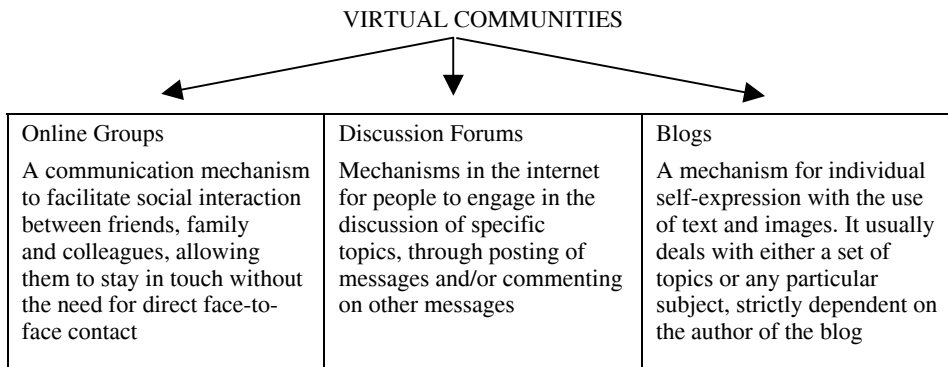 VIRTUAL COMMUNITIES
Online Groups
A communication mechanism
to facilitate social interaction
between friends, family
and colleagues, allowing
them to stay in touch without
the need for direct face-to-
face contact
Discussion Forums
Mechanisms in the internet
for people to engage in the
discussion of specific
topics, through posting of
messages and/or commenting
on other messages
Blogs
A mechanism for individual
self-expression with the use
of text and images. It usually
deals with either a set of
topics or any particular
subject, strictly dependent on
the author of the blog